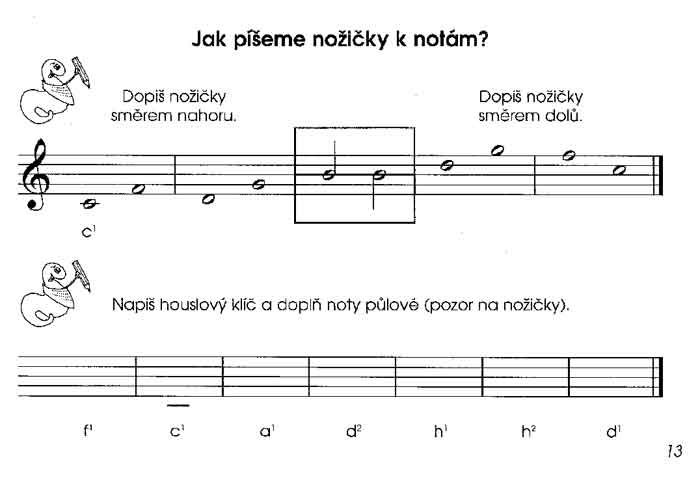 Jak píšeme nožičky k notám?
Dopiš nožičky
směrem nahoru.
Dopiš nožičky
směrem dolů.
c¹
Napiš houslový klíč a doplň noty půlové (pozor na nožičky).
f¹ c¹ a¹ d² h¹ h² d¹
13